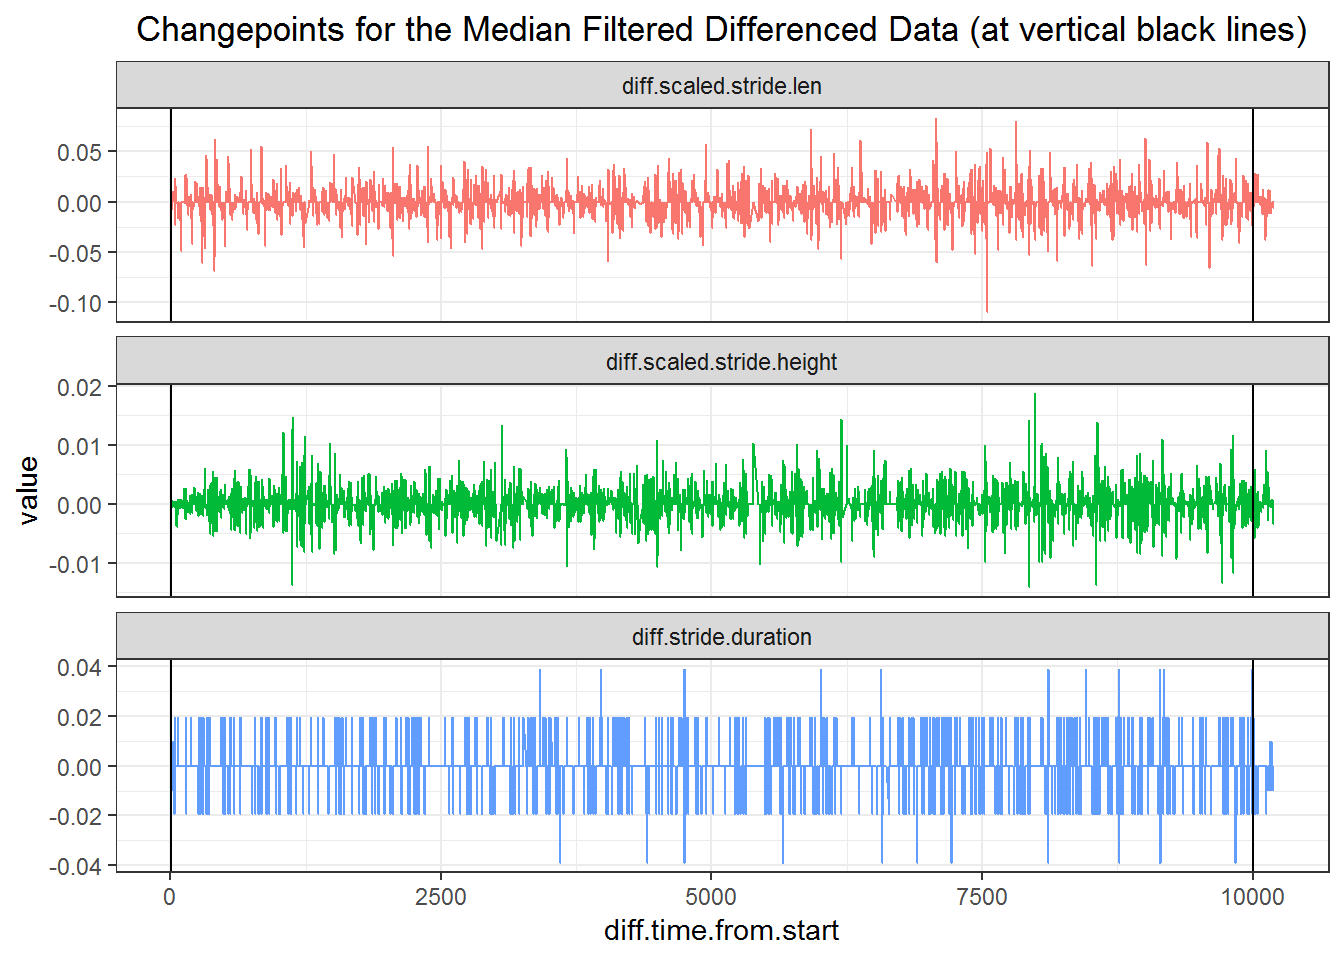 Changepoints for the Median Filtered Differenced Data (at vertical black lines)
diff.scaled.stride.len
0.05
0.00
-0.05
-0.10
diff.scaled.stride.height
0.02
0.01
0.00
-0.01
value
diff.stride.duration
0.04
0.02
0.00
-0.02
-0.04
0 2500 5000 7500 10000
diff.time.from.start